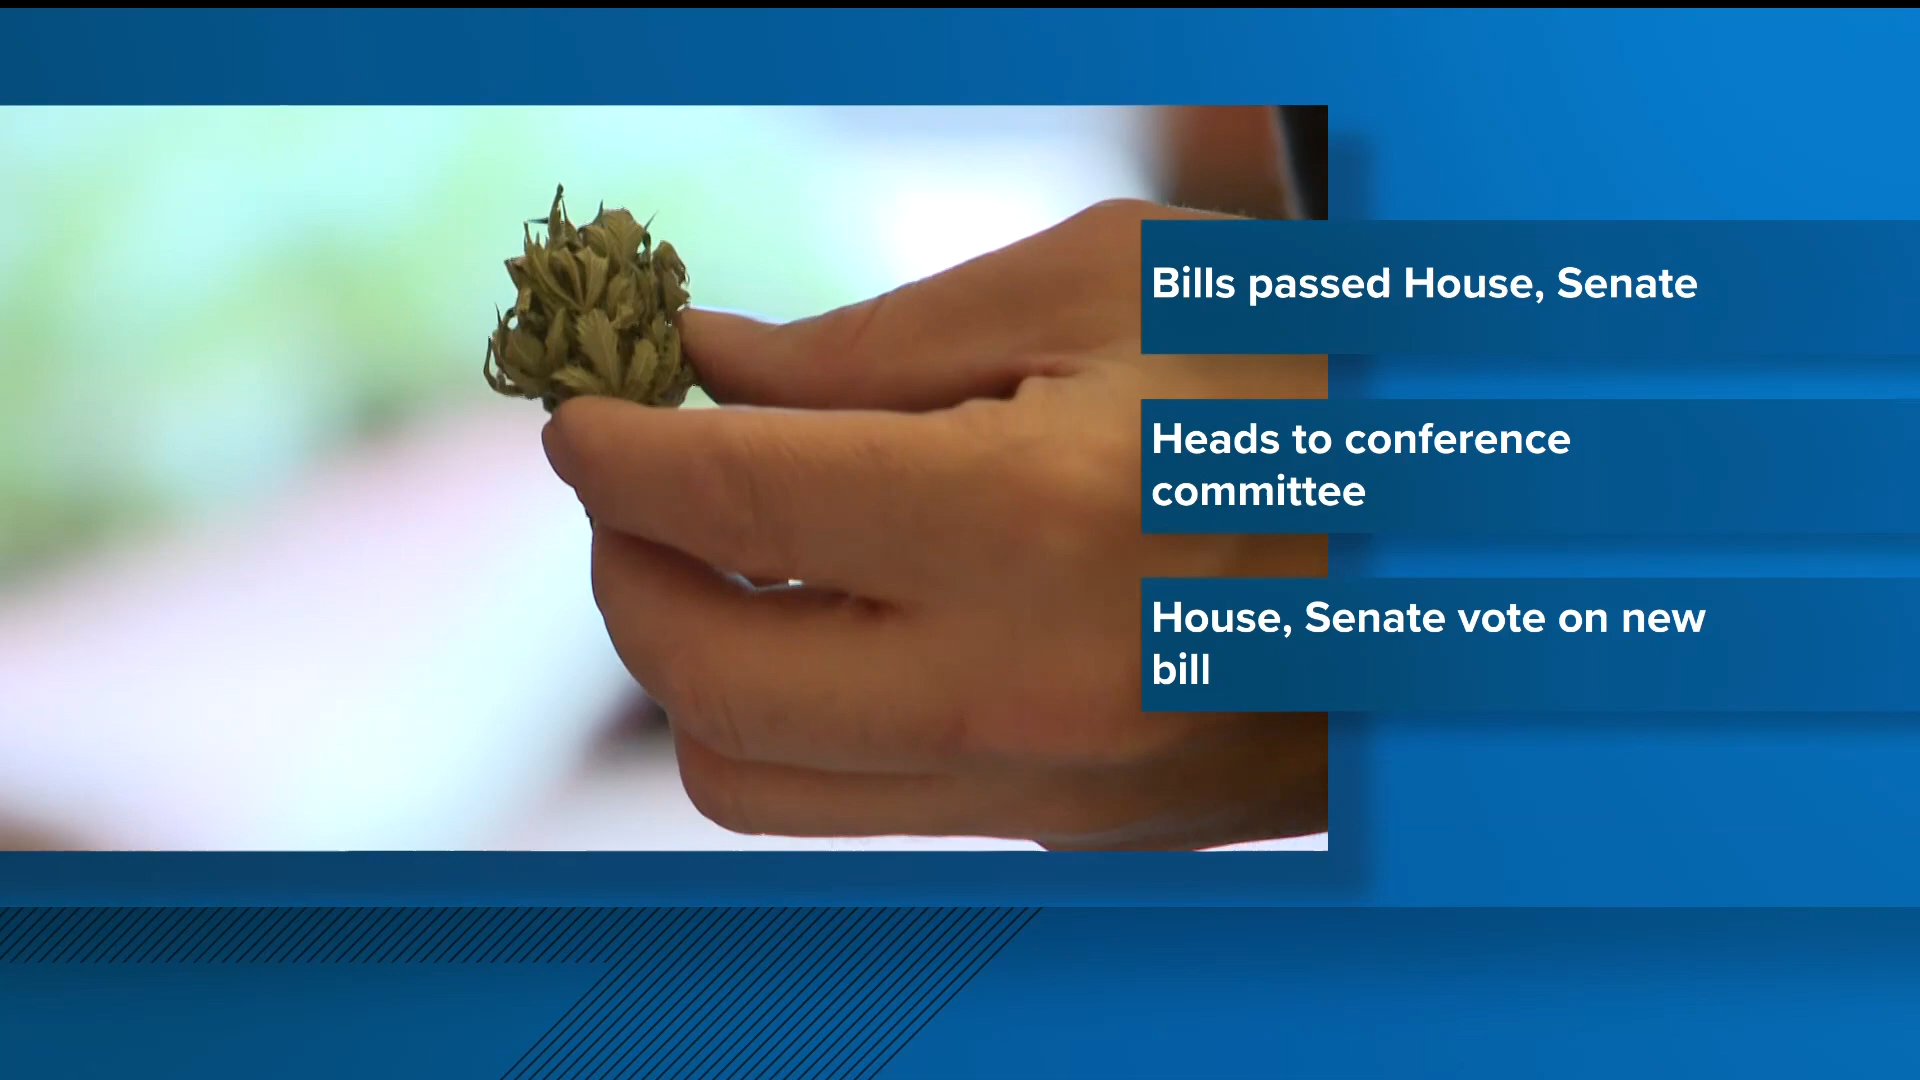 Bills passed House, Senate
Heads to conference
committee
House, Senate vote on new
bill